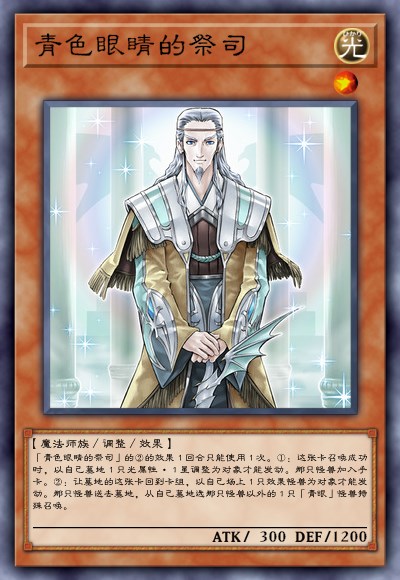 青色眼睛的祭司
光
【魔法师族／调整／效果】
「青色眼睛的祭司」的②的效果1回合只能使用1次。①：这张卡召唤成功
时，以自己墓地1只光属性・1星调整为对象才能发动。那只怪兽加入手
卡。②：让墓地的这张卡回到卡组，以自己场上1只效果怪兽为对象才能发
动。那只怪兽送去墓地，从自己墓地选那只怪兽以外的1只「青眼」怪兽特
殊召唤。
ATK/ 300 DEF/1200